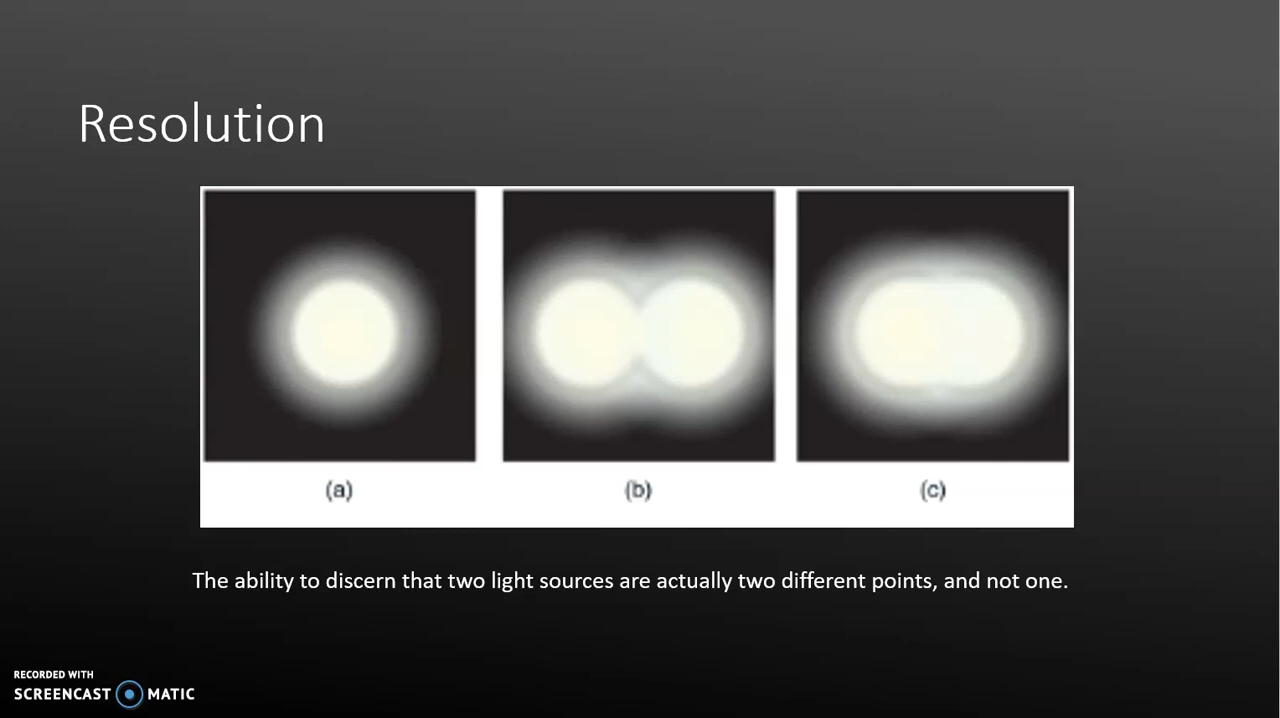 Resolution
(a)
(b)
(c)
The ability to discern that two light sources are actually two different points, and not one.
RECORDED WITH
SCREENCAST MATIC